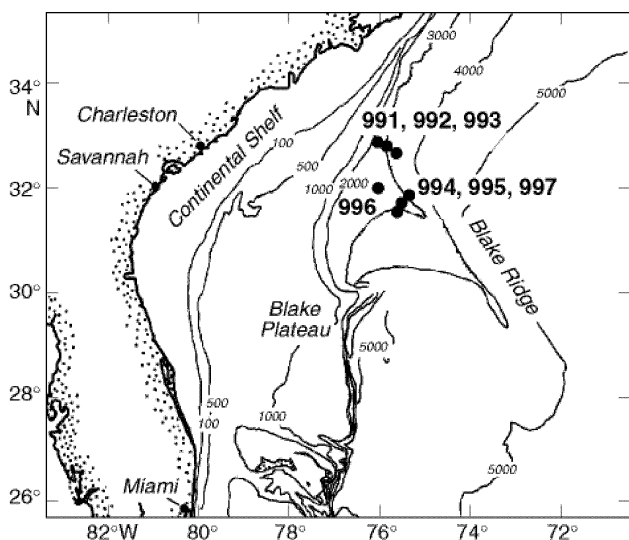 34°
N
32°
30°
28°
26°
82°W
80°
78°
76°
74°
72°
Charleston
Savannah
Miami
Continental Shelf
Blake
Plateau
Blake Ridge
991, 992, 993
994, 995, 997
996
100
500
1000
2000
3000
4000
5000
5000
500
100
1000
5000